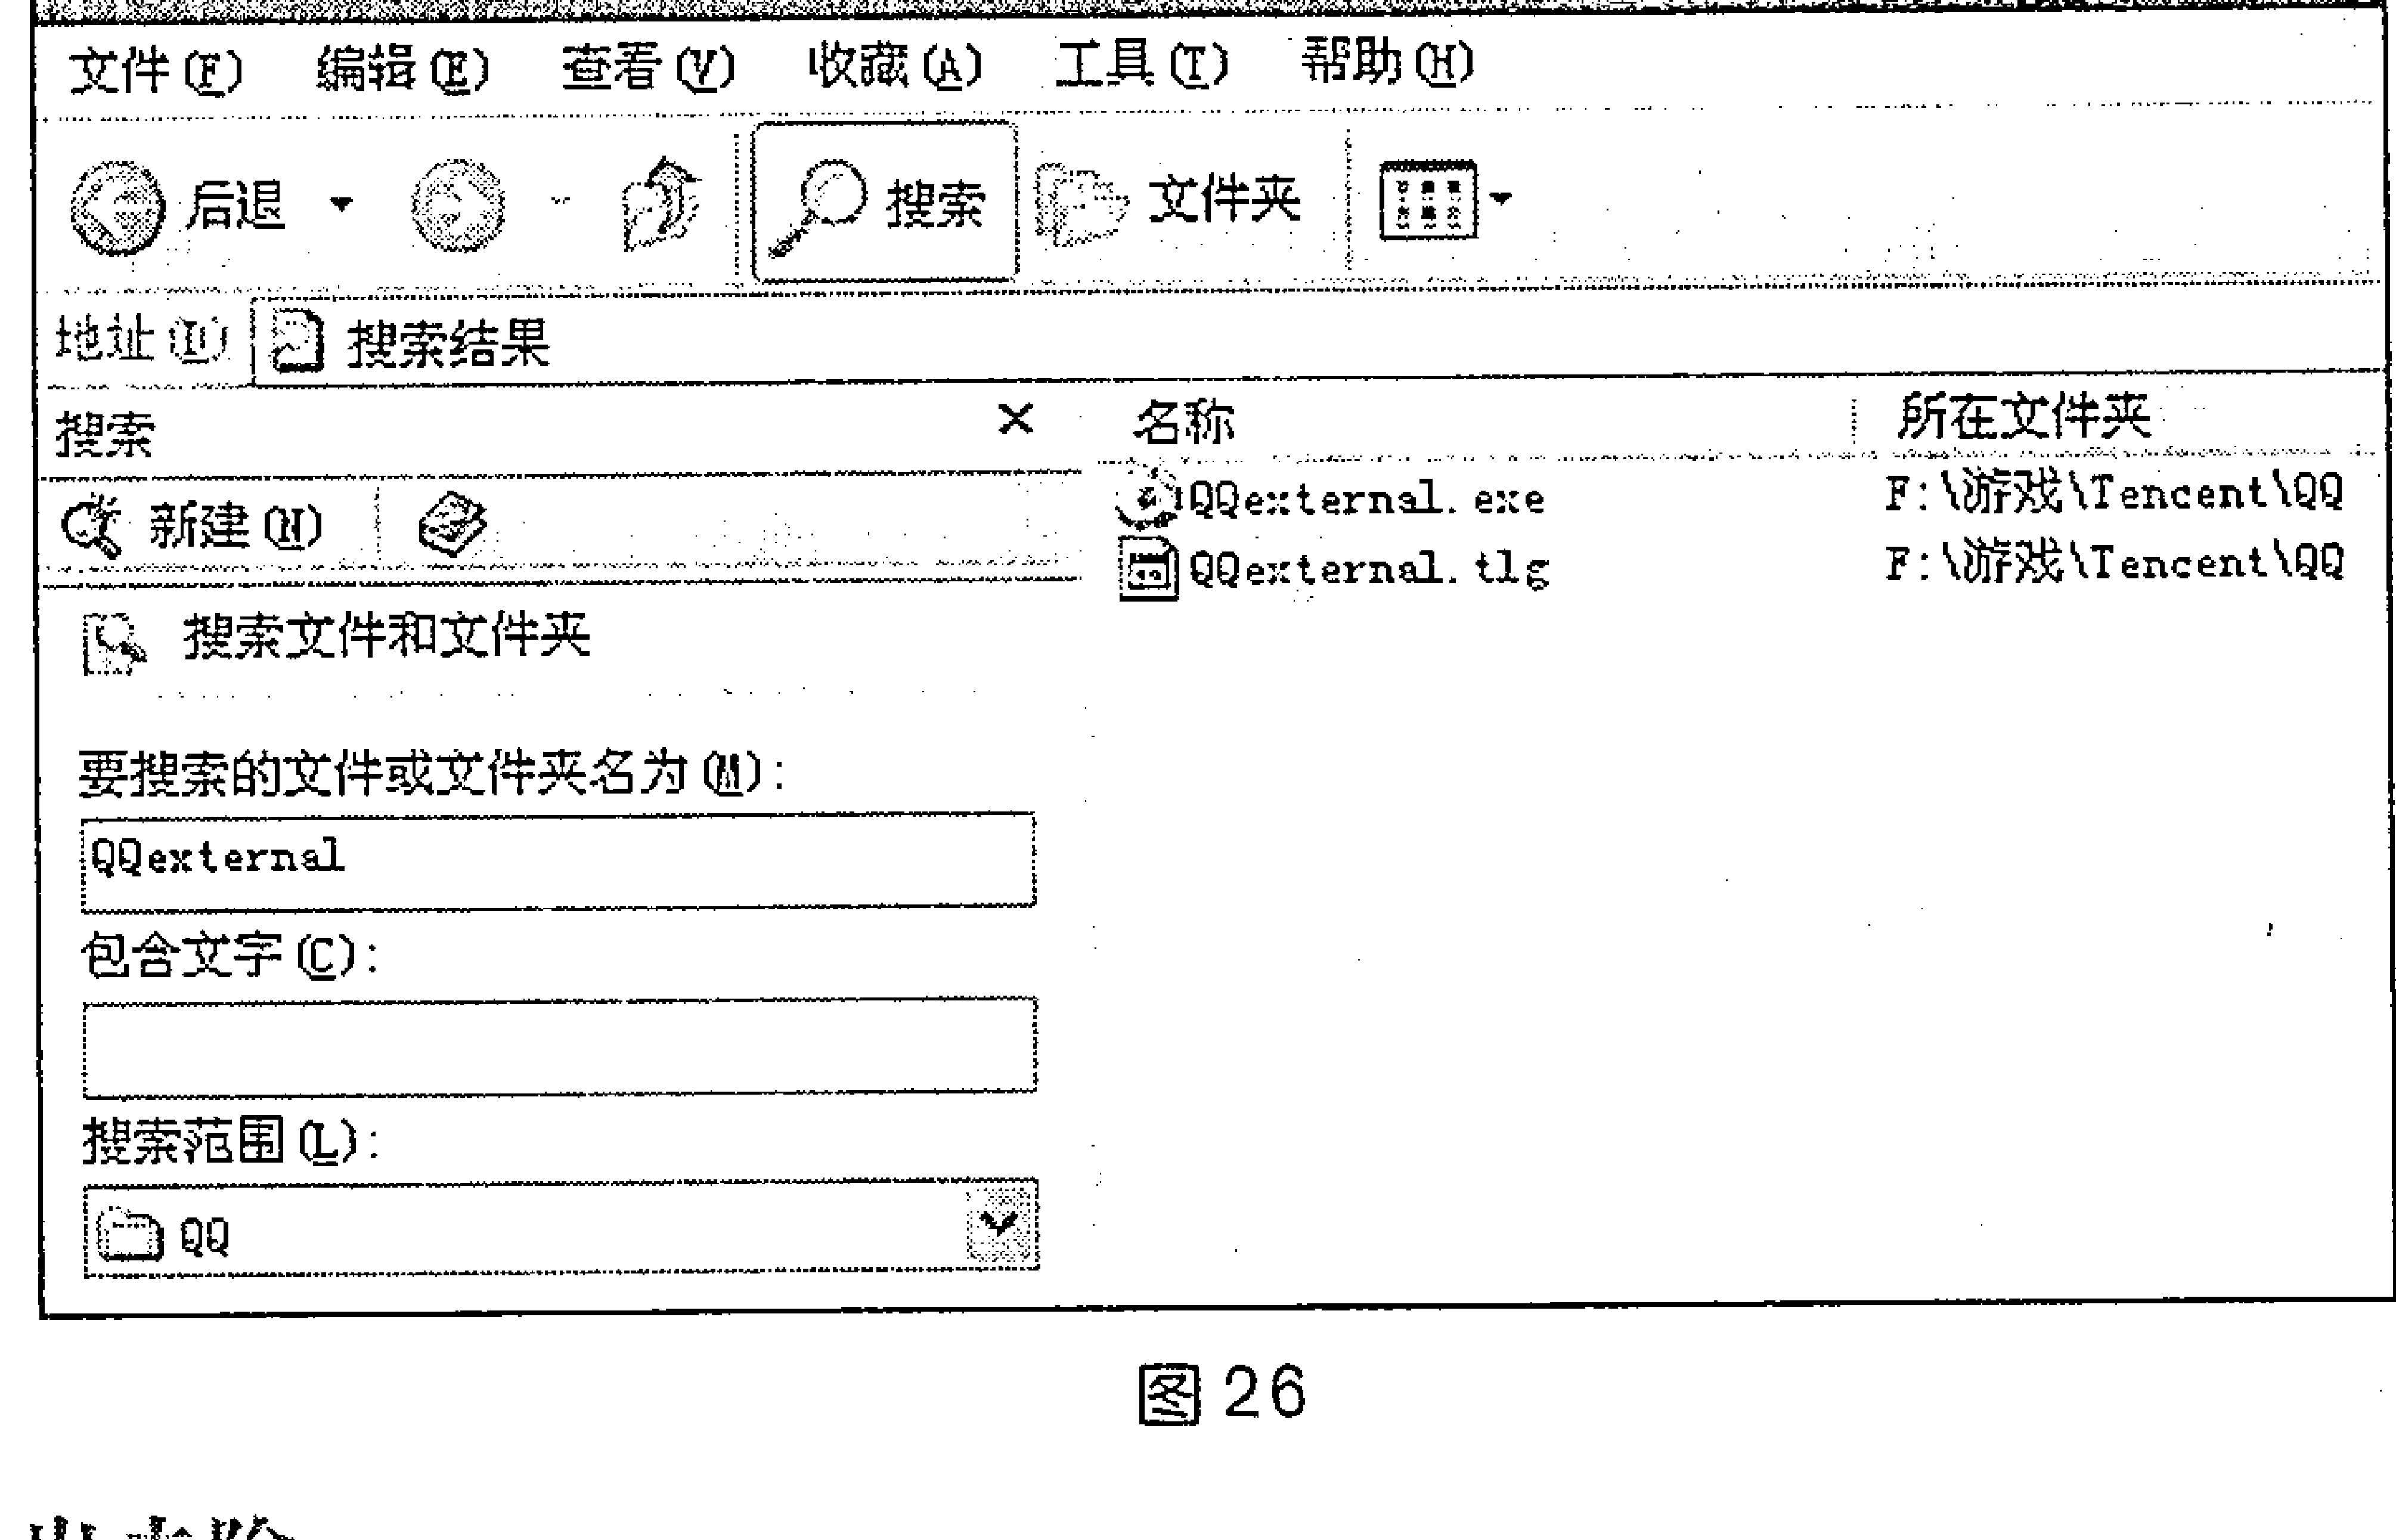 文件(F) 编辑(E) 查看(V) 收藏(A) 工具(T) 帮助(H)
后退 搜索 文件夹
地址(D) 搜索结果
搜索 名称 所在文件夹
新建(N)
QQexternal.exe F:\游戏\Tencent\QQ
QQexternal.tlg F:\游戏\Tencent\QQ
搜索文件和文件夹
要搜索的文件或文件夹名为(M):
QQexternal
包含文字(C):
搜索范围(L):
QQ
图26